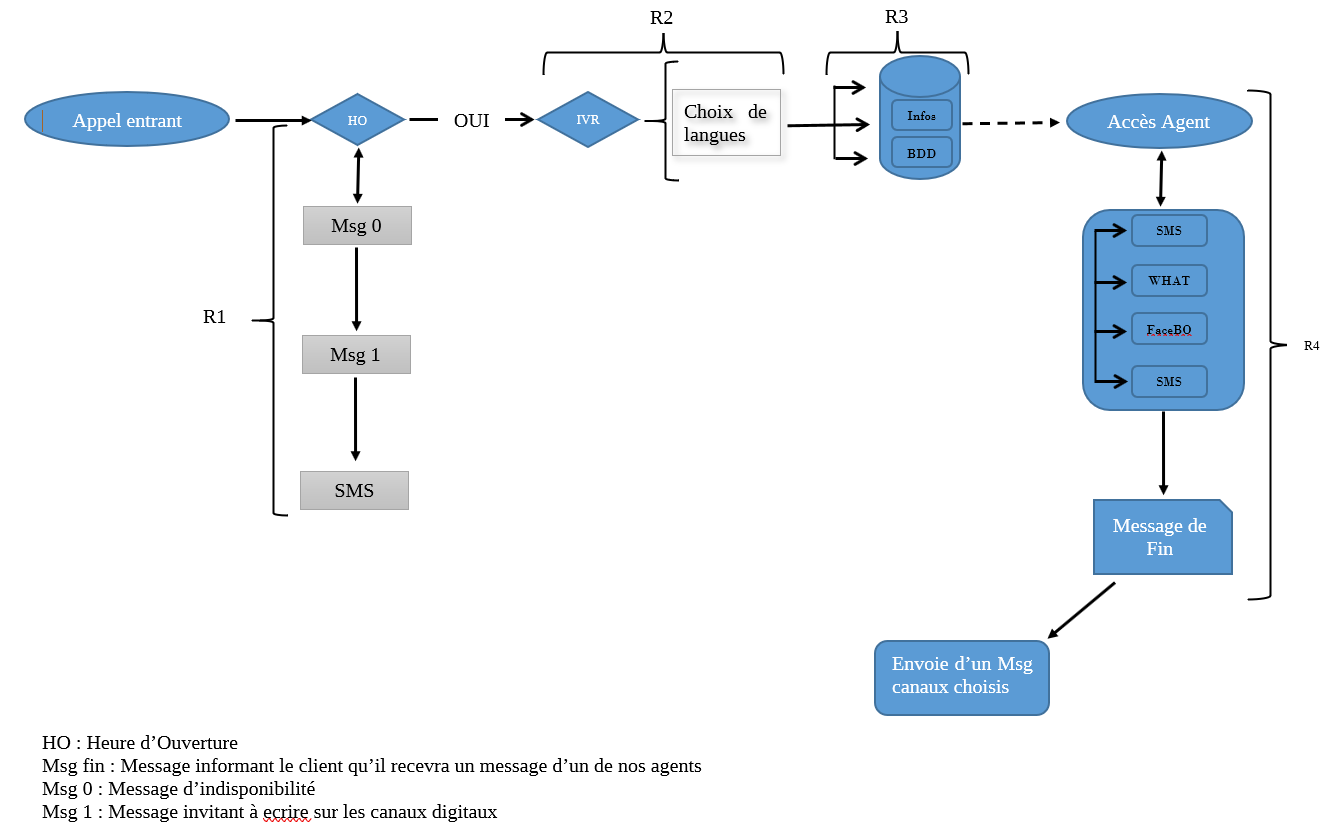 R2
R3
Appel entrant
HO
OUI
IVR
Choix de
langues
Infos
BDD
Accès Agent
Msg 0
SMS
WHAT
FaceBO
SMS
R1
Msg 1
R4
SMS
Message de
Fin
Envoie d’un Msg
canaux choisis
HO : Heure d’Ouverture
Msg fin : Message informant le client qu’il recevra un message d’un de nos agents
Msg 0 : Message d’indisponibilité
Msg 1 : Message invitant à ecrire sur les canaux digitaux